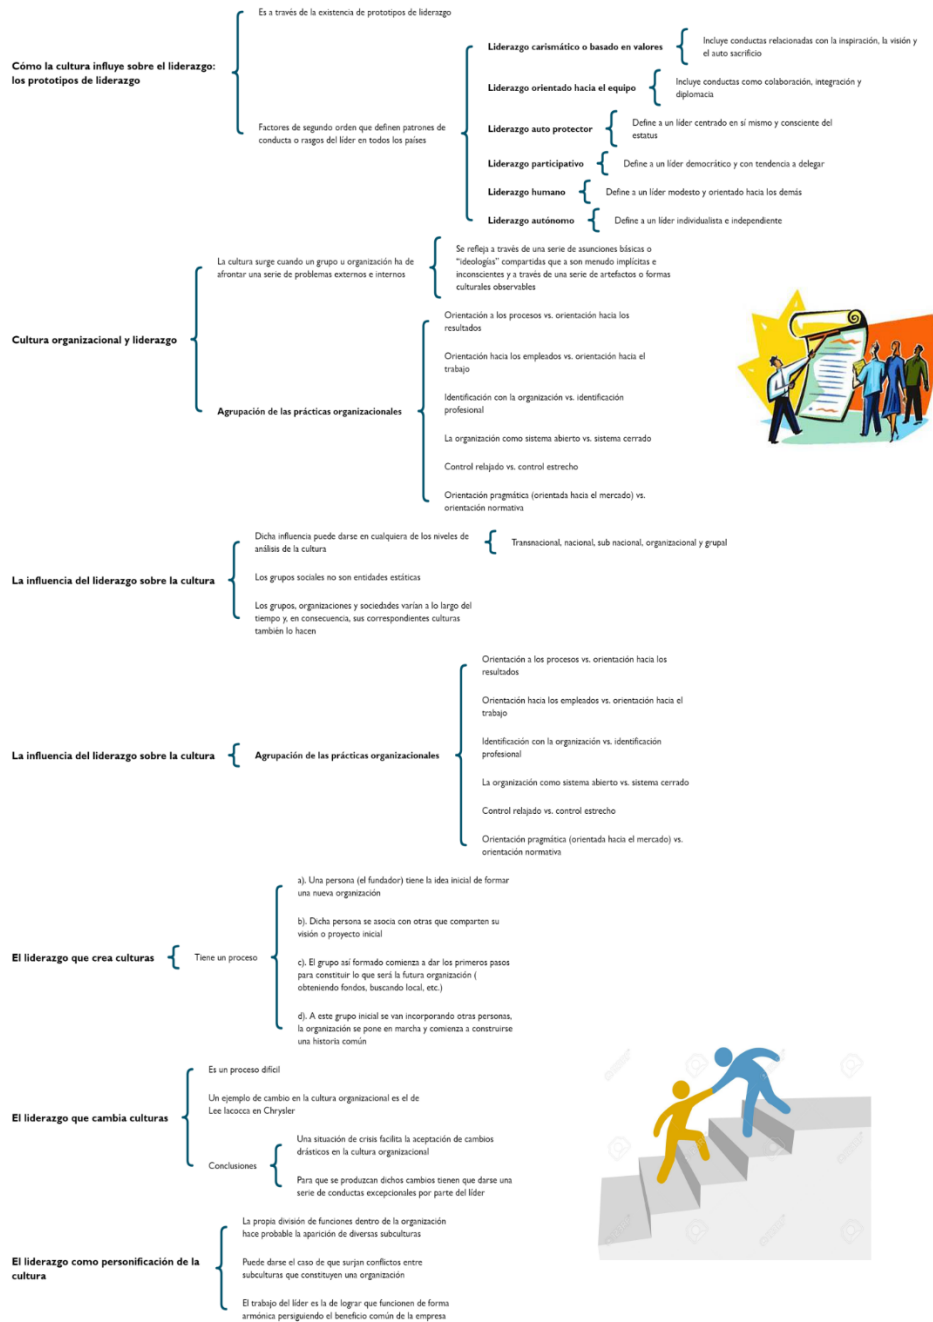 Es a través de la existencia de prototipos de liderazgo
Cómo la cultura influye sobre el liderazgo:
los prototipos de liderazgo
Factores de segundo orden que definen patrones de
conducta o rasgos del líder en todos los países
Liderazgo carismático o basado en valores
Incluye conductas relacionadas con la inspiración, la visión y
el auto sacrificio
Liderazgo orientado hacia el equipo
Incluye conductas como colaboración, integración y
diplomacia
Liderazgo auto protector
Define a un líder centrado en sí mismo y consciente del
estatus
Liderazgo participativo
Define a un líder democrático y con tendencia a delegar
Liderazgo humano
Define a un líder modesto y orientado hacia los demás
Liderazgo autónomo
Define a un líder individualista e independiente
Cultura organizacional y liderazgo
La cultura surge cuando un grupo u organización ha de
afrontar una serie de problemas externos e internos
Se refleja a través de una serie de asunciones básicas o
"ideologías" compartidas que a son menudo implícitas e
inconscientes y a través de una serie de artefactos o formas
culturales observables
Agrupación de las prácticas organizacionales
Orientación a los procesos vs. orientación hacia los
resultados
Orientación hacia los empleados vs. orientación hacia el
trabajo
Identificación con la organización vs. identificación
profesional
La organización como sistema abierto vs. sistema cerrado
Control relajado vs. control estrecho
Orientación pragmática (orientada hacia el mercado) vs.
orientación normativa
La influencia del liderazgo sobre la cultura
Dicha influencia puede darse en cualquiera de los niveles de
análisis de la cultura
Transnacional, nacional, sub nacional, organizacional y grupal
Los grupos sociales no son entidades estáticas
Los grupos, organizaciones y sociedades varían a lo largo del
tiempo y, en consecuencia, sus correspondientes culturas
también lo hacen
La influencia del liderazgo sobre la cultura
Agrupación de las prácticas organizacionales
Orientación a los procesos vs. orientación hacia los
resultados
Orientación hacia los empleados vs. orientación hacia el
trabajo
Identificación con la organización vs. identificación
profesional
La organización como sistema abierto vs. sistema cerrado
Control relajado vs. control estrecho
Orientación pragmática (orientada hacia el mercado) vs.
orientación normativa
El liderazgo que crea culturas
Tiene un proceso
a). Una persona (el fundador) tiene la idea inicial de formar
una nueva organización
b). Dicha persona se asocia con otras que comparten su
visión o proyecto inicial
c). El grupo así formado comienza a dar los primeros pasos
para constituir lo que será la futura organización (
obteniendo fondos, buscando local, etc.)
d). A este grupo inicial se van incorporando otras personas,
la organización se pone en marcha y comienza a construirse
una historia común
El liderazgo que cambia culturas
Es un proceso difícil
Un ejemplo de cambio en la cultura organizacional es el de
Lee Iacocca en Chrysler
Conclusiones
Una situación de crisis facilita la aceptación de cambios
drásticos en la cultura organizacional
Para que se produzcan dichos cambios tienen que darse una
serie de conductas excepcionales por parte del líder
El liderazgo como personificación de la
cultura
La propia división de funciones dentro de la organización
hace probable la aparición de diversas subculturas
Puede darse el caso de que surjan conflictos entre
subculturas que constituyen una organización
El trabajo del líder es la de lograr que funcionen de forma
armónica persiguiendo el beneficio común de la empresa